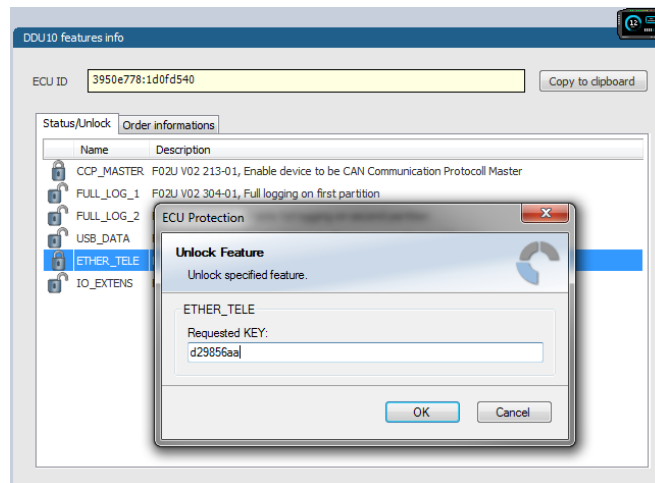 12
DDU10 features info
ECU ID 3950e778:1d0fd540 Copy to clipboard
Status/Unlock Order informations
Name Description
CCP_MASTER F02U V02 213-01, Enable device to be CAN Communication Protocoll Master
FULL_LOG_1 F02U V02 304-01, Full logging on first partition
FULL_LOG_2
USB_DATA
ETHER_TELE
IO_EXTENS
ECU Protection
Unlock Feature
Unlock specified feature.
ETHER_TELE
Requested KEY:
d29856aa
OK Cancel